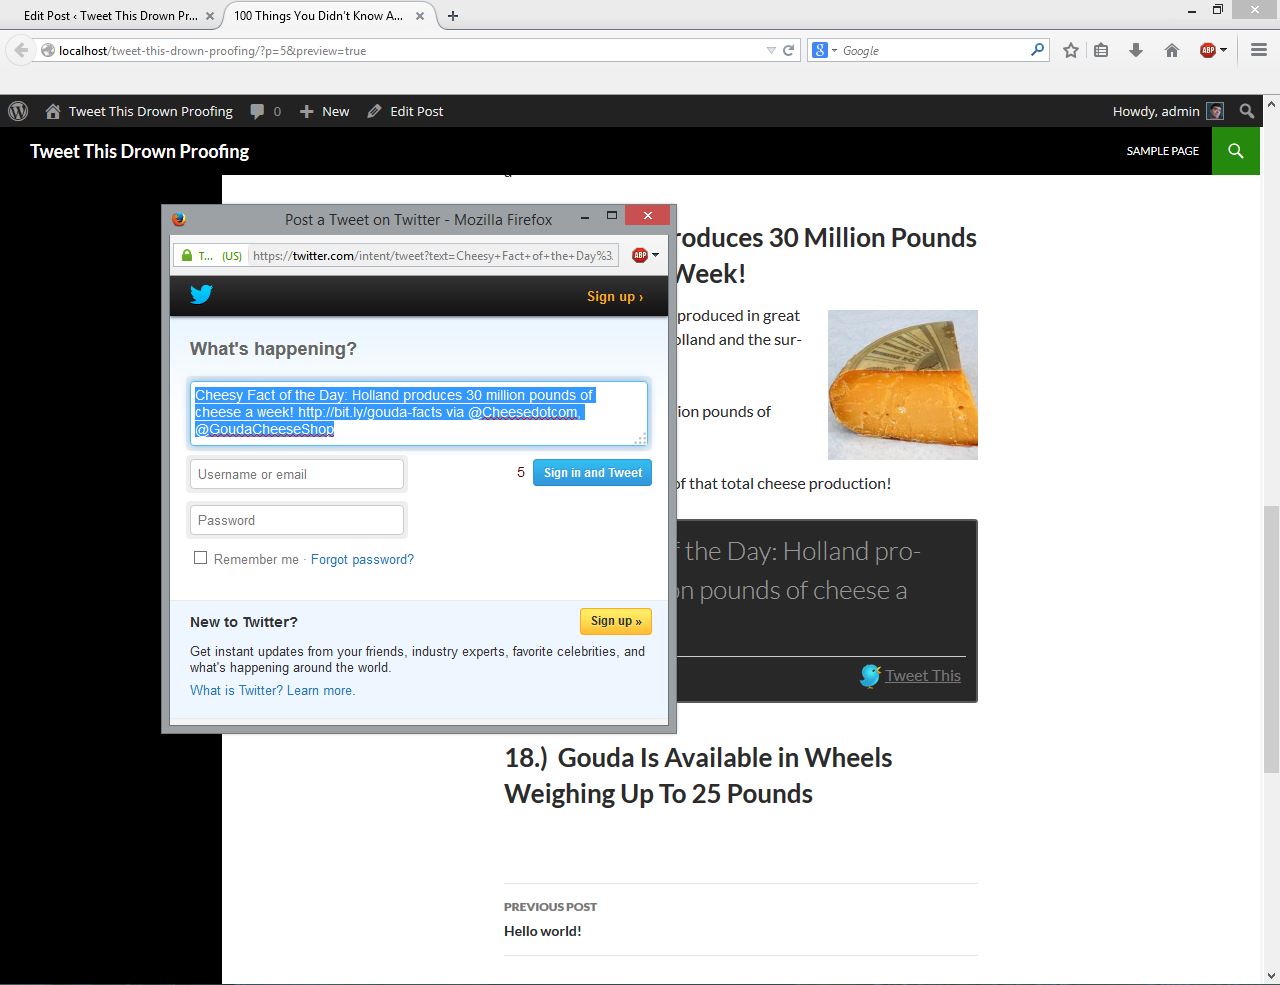 Edit Post ‹ Tweet This Drown Pr...
100 Things You Didn't Know A...
localhost/tweet-this-drown-proofing/?p=5&preview=true
Google
ABP
Tweet This Drown Proofing
0
New
Edit Post
Howdy, admin
Tweet This Drown Proofing
SAMPLE PAGE
Post a Tweet on Twitter - Mozilla Firefox
T... (US)
https://twitter.com/intent/tweet?text=Cheesy+Fact+of+the+Day%3.
ABP
Sign up ›
What's happening?
Cheesy Fact of the Day: Holland produces 30 million pounds of
cheese a week! http://bit.ly/gouda-facts via @Cheesedotcom,
@GoudaCheeseShop
Username or email
5
Sign in and Tweet
Password
Remember me · Forgot password?
New to Twitter?
Sign up »
Get instant updates from your friends, industry experts, favorite celebrities, and
what's happening around the world.
What is Twitter? Learn more.
roduces 30 Million Pounds
Week!
produced in great
olland and the sur-
ion pounds of
of that total cheese production!
f the Day: Holland pro-
on pounds of cheese a
Tweet This
18.) Gouda Is Available in Wheels
Weighing Up To 25 Pounds
PREVIOUS POST
Hello world!